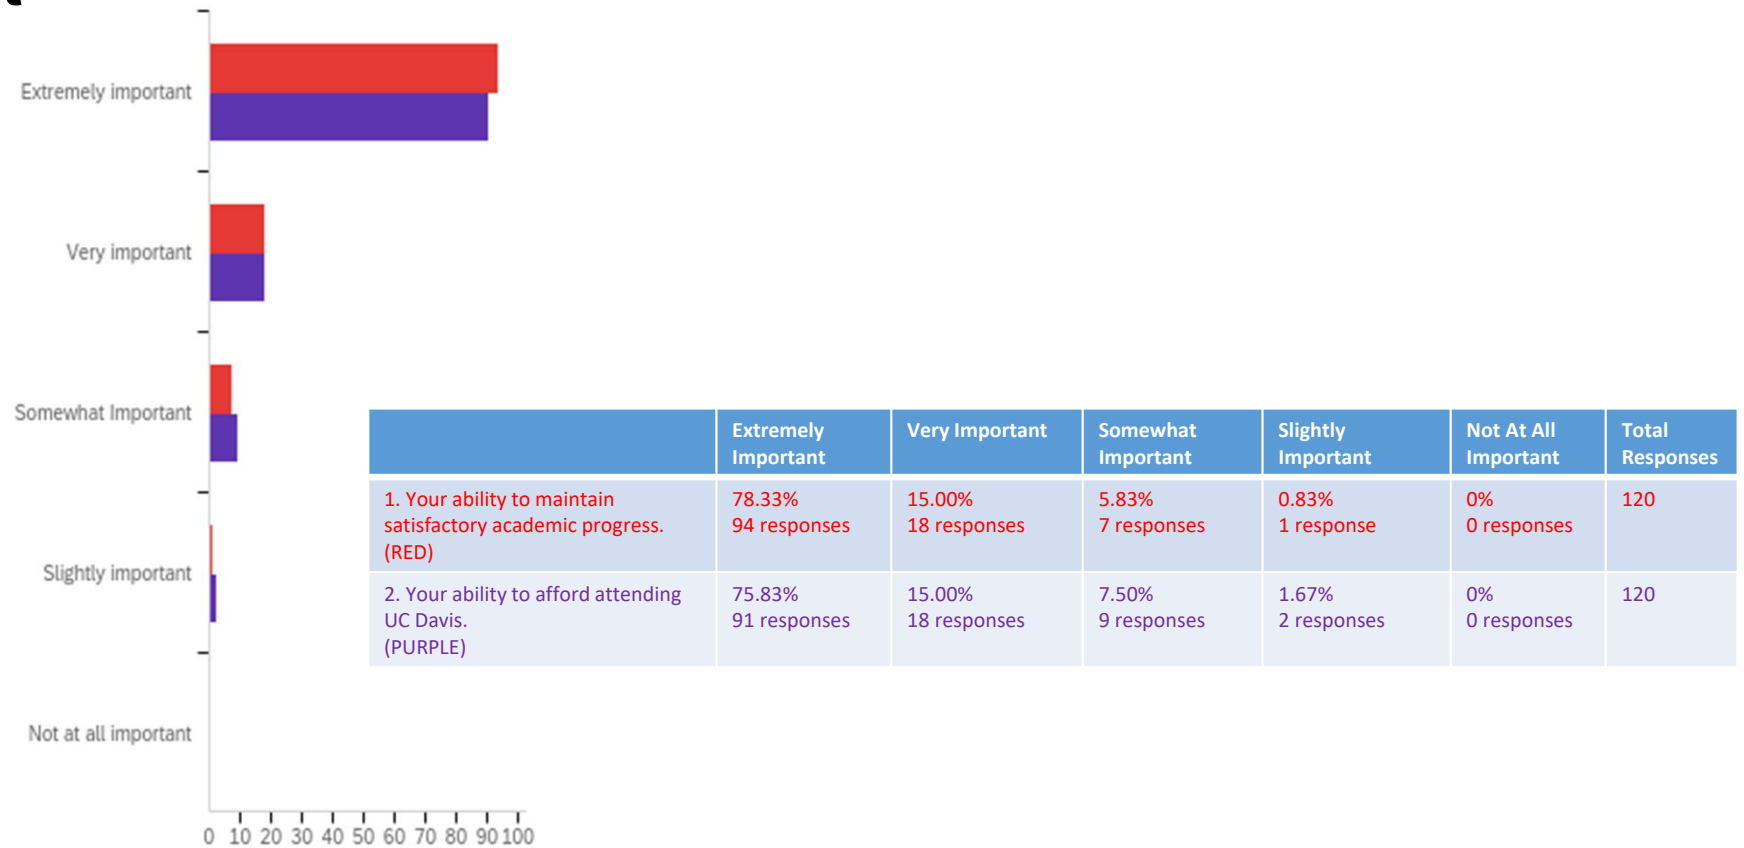 Extremely important
Very important
Somewhat Important
Slightly important
Not at all important
0 10 20 30 40 50 60 70 80 90 100
Extremely Important
Very Important
Somewhat Important
Slightly Important
Not At All Important
Total Responses
1. Your ability to maintain
satisfactory academic progress.
(RED)
78.33%
94 responses
15.00%
18 responses
5.83%
7 responses
0.83%
1 response
0%
0 responses
120
2. Your ability to afford attending
UC Davis.
(PURPLE)
75.83%
91 responses
15.00%
18 responses
7.50%
9 responses
1.67%
2 responses
0%
0 responses
120